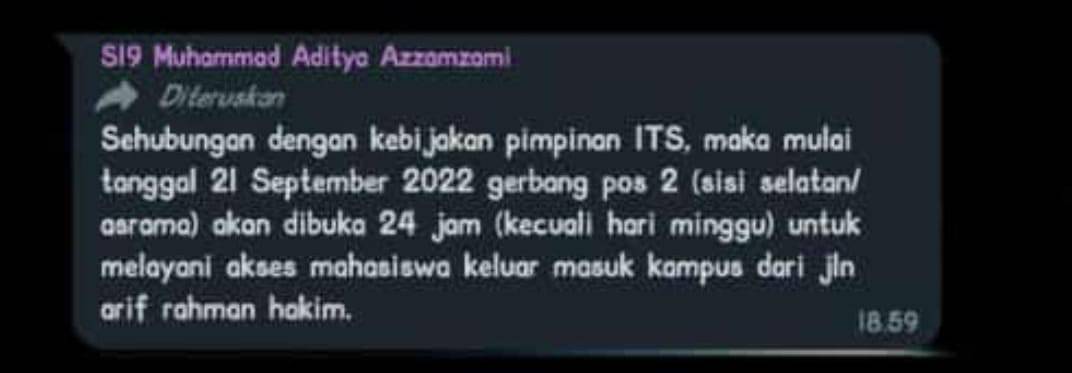 SI9 Muhammad Aditya Azzamzami
Diteruskan
Sehubungan dengan kebijakan pimpinan ITS, maka mulai
tanggal 21 September 2022 gerbang pos 2 (sisi selatan/
asrama) akan dibuka 24 jam (kecuali hari minggu) untuk
melayani akses mahasiswa keluar masuk kampus dari jln
arif rahman hakim.
18.59